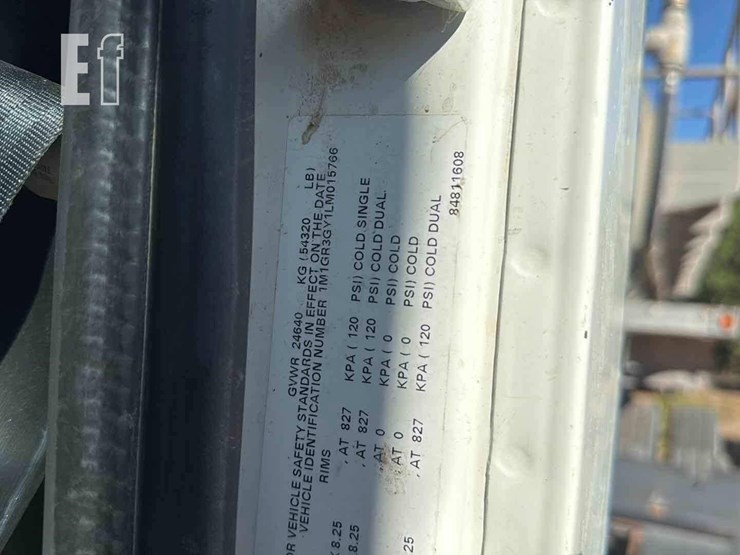 Ef
GVWR 24640 KG ( 54320 LB)
OR VEHICLE SAFETY STANDARDS IN EFFECT ON THE DATE
VEHICLE IDENTIFICATION NUMBER 1M1GR3GY1LM015766
RIMS
X 8.25 , AT 827 KPA ( 120 PSI) COLD SINGLE
8.25 , AT 827 KPA ( 120 PSI) COLD DUAL
, AT 0 KPA ( 0 PSI) COLD
, AT 0 KPA ( 0 PSI) COLD
25 , AT 827 KPA ( 120 PSI) COLD DUAL
84811608